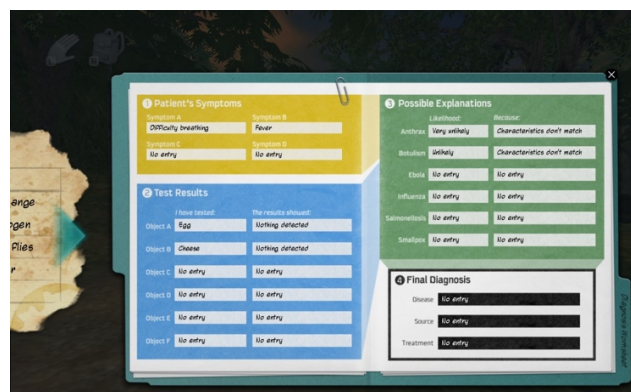 1 Patient's Symptoms
Symptom A Symptom B
Difficulty breathing Fever
Symptom C Symptom D
No entry No entry
2 Test Results
I have tested: The results showed:
Object A Egg Nothing detected
Object B Cheese Nothing detected
Object C No entry No entry
Object D No entry No entry
Object E No entry No entry
Object F No entry No entry
3 Possible Explanations
Likelihood: Because:
Anthrax Very unlikely Characteristics don't match
Botulism Unlikely Characteristics don't match
Ebola No entry No entry
Influenza No entry No entry
Salmonellosis No entry No entry
Smallpox No entry No entry
4 Final Diagnosis
Disease No entry
Source No entry
Treatment No entry
ange
ogen
Flies
r
Diagnosis Worksheet